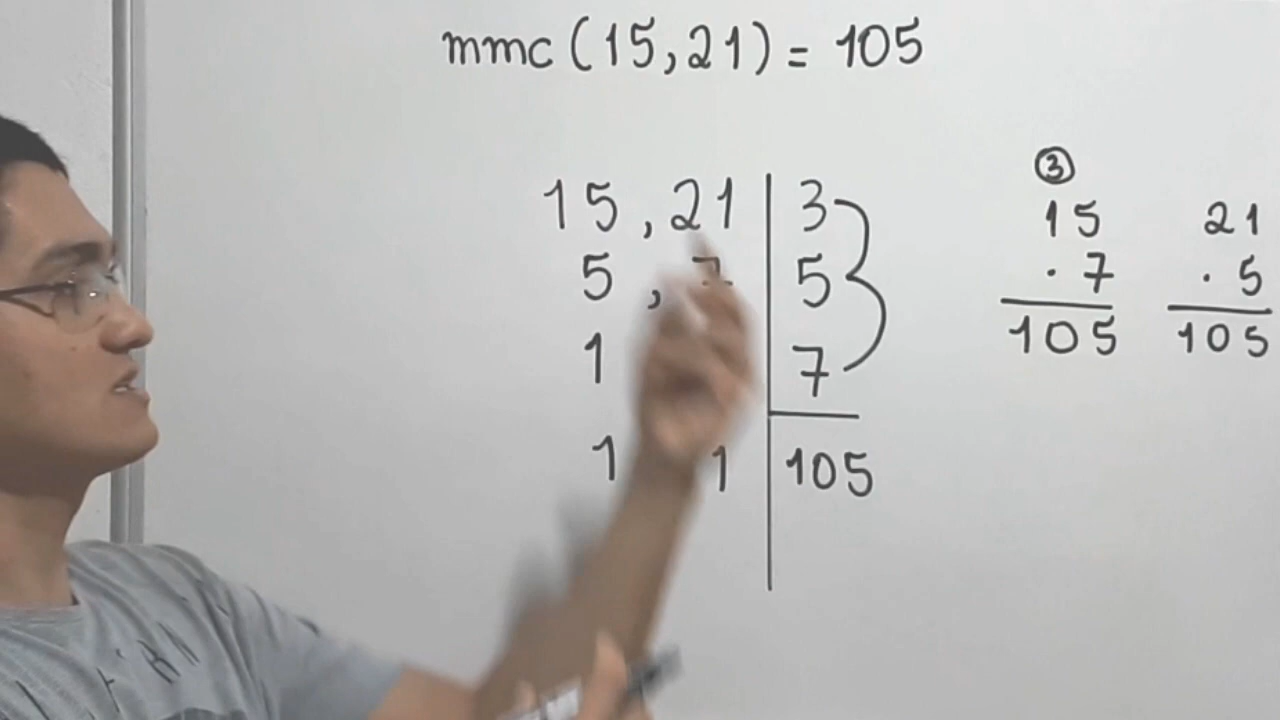 mmc (15,21) = 105
15 , 21 | 3
5 , 7 | 5
1 | 7
1 1 | 105
③
15
. 7
105
21
. 5
105